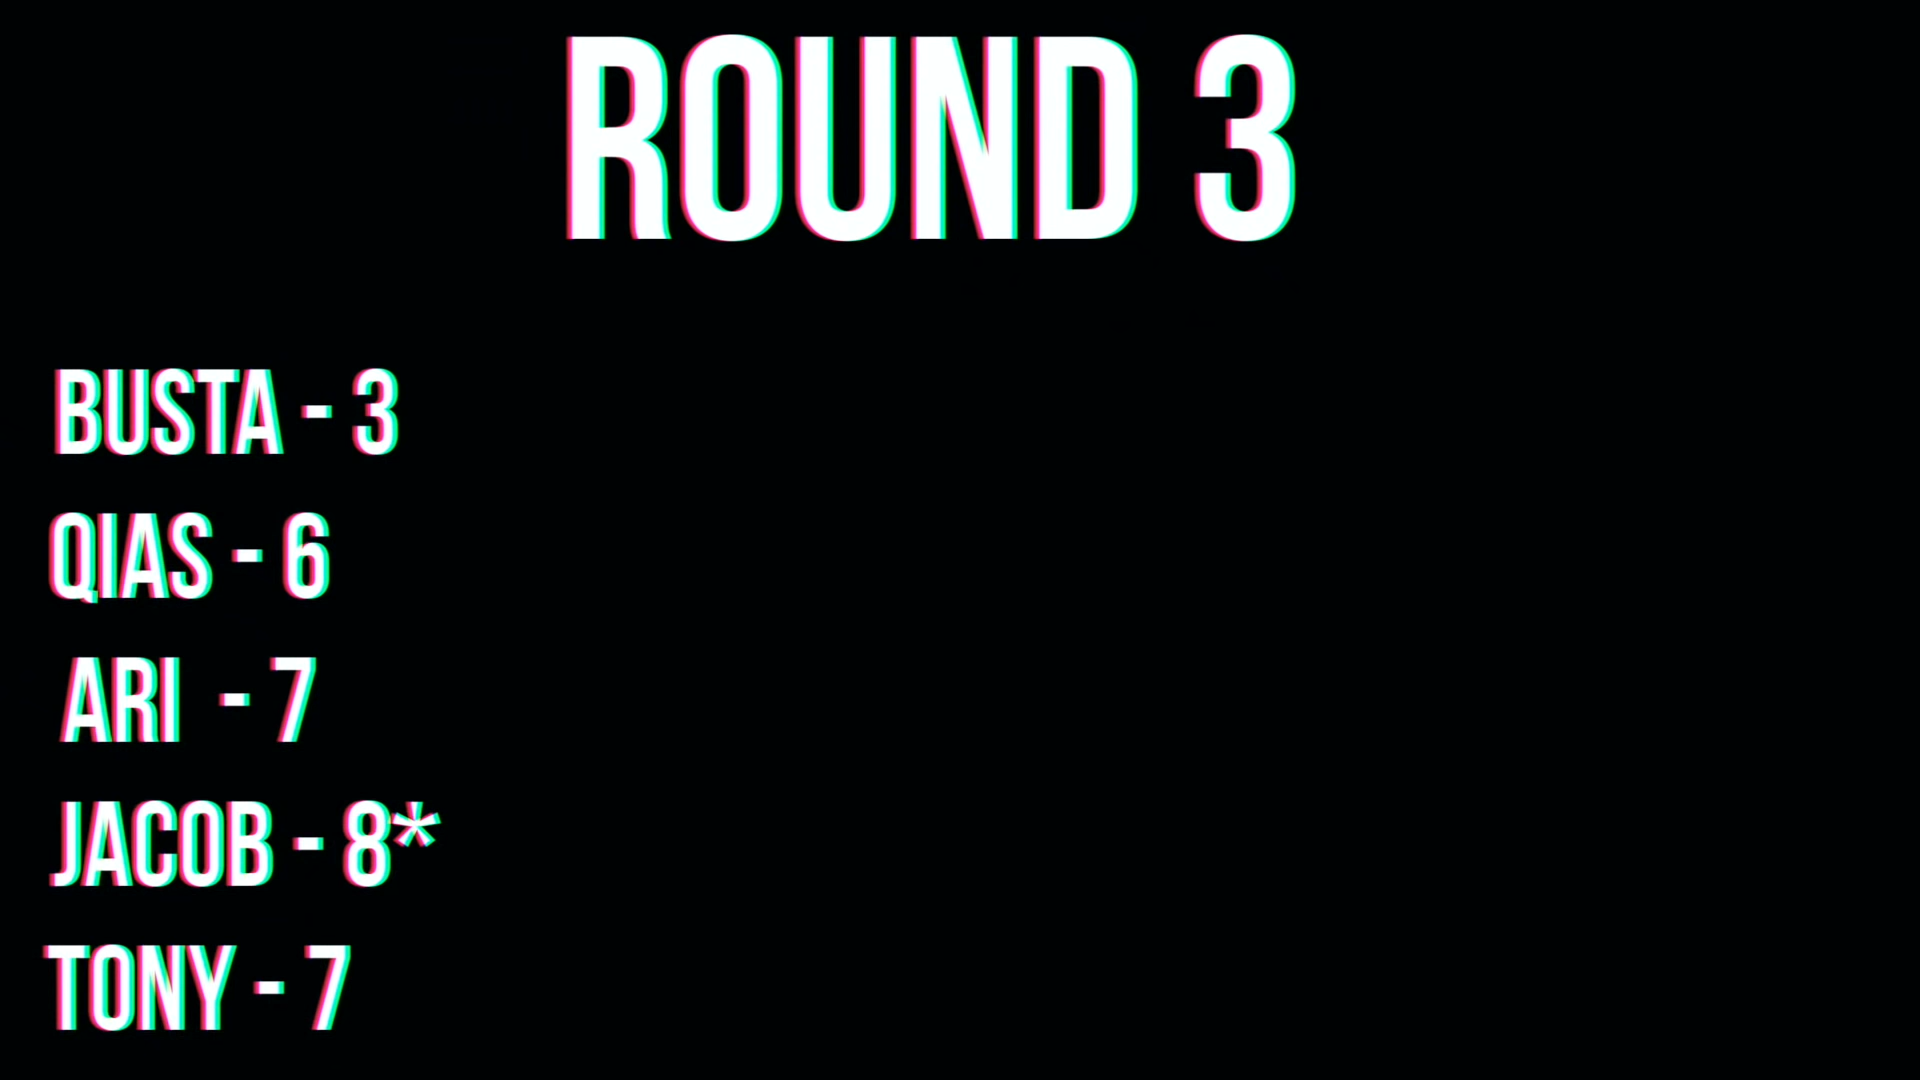 ROUND 3
BUSTA - 3
QIAS - 6
ARI - 7
JACOB - 8*
TONY - 7